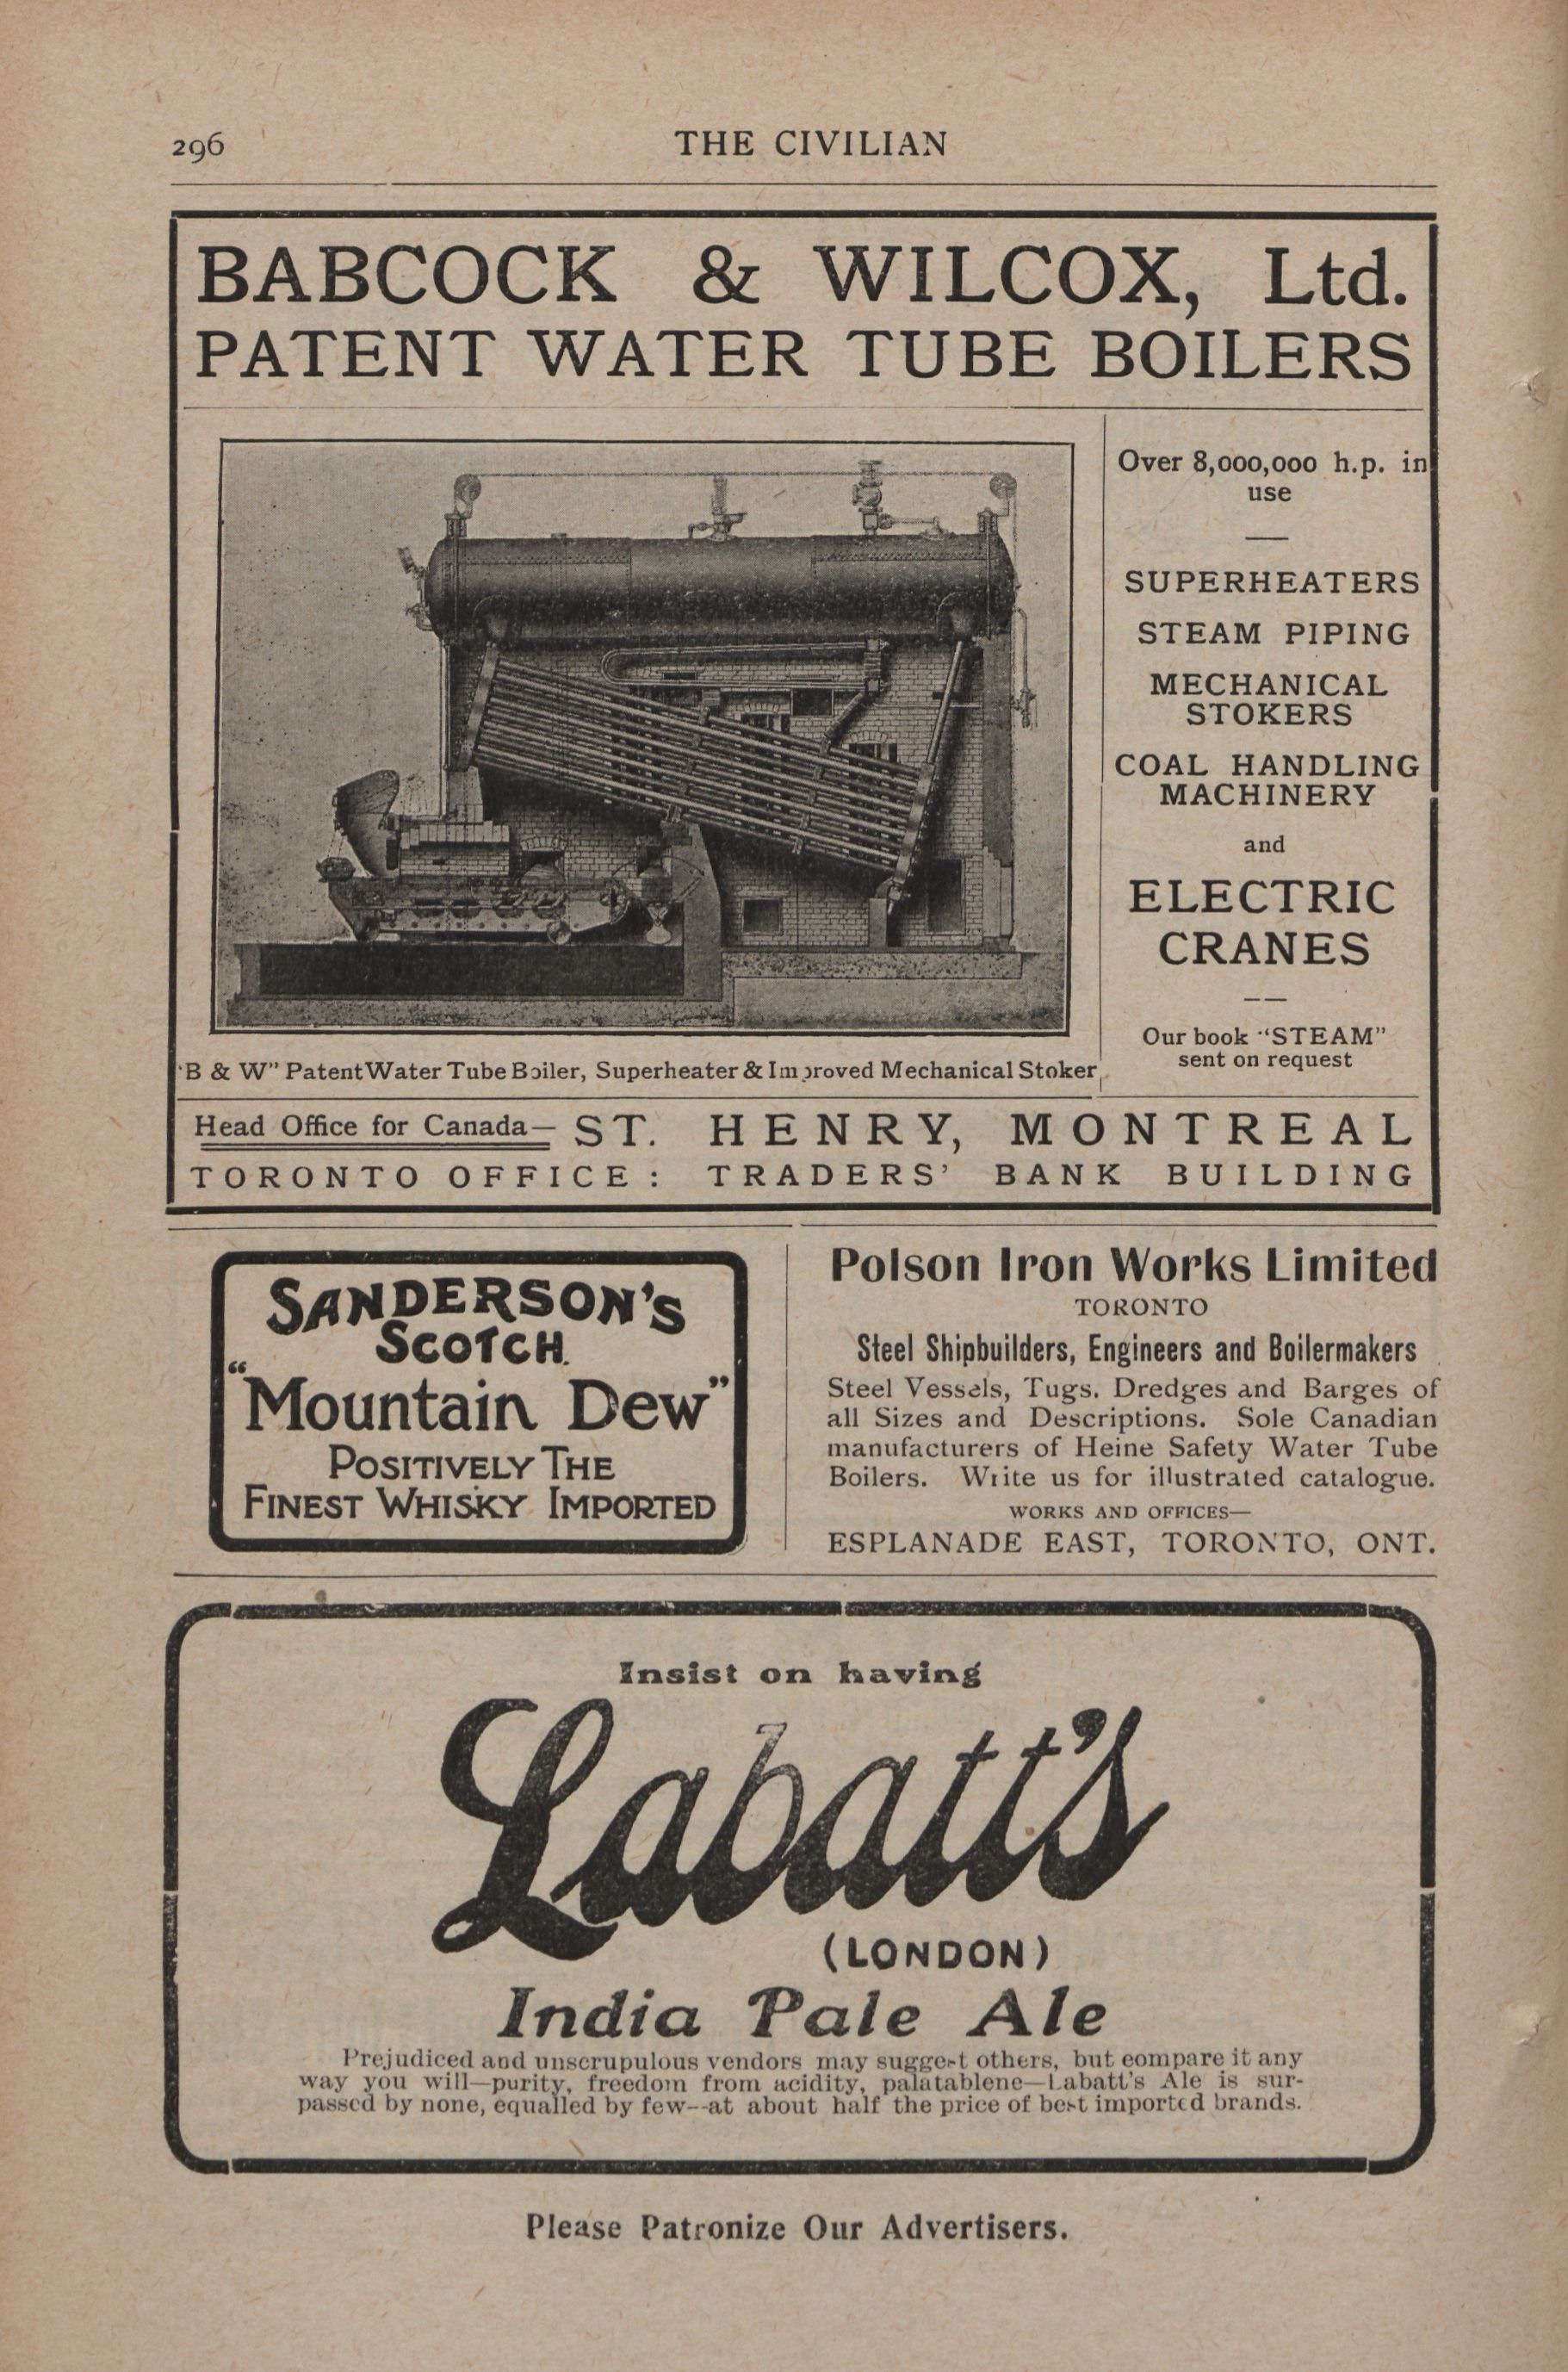 296
THE CIVILIAN
BABCOCK & WILCOX, Ltd.
PATENT WATER TUBE BOILERS
Over 8,000,000 h.p. in
use
SUPERHEATERS
STEAM PIPING
MECHANICAL
STOKERS
COAL HANDLING
MACHINERY
and
ELECTRIC
CRANES
Our book "STEAM"
sent on request
'B & W" Patent Water Tube Boiler, Superheater & Improved Mechanical Stoker
Head Office for Canada— ST. HENRY, MONTREAL
TORONTO OFFICE: TRADERS' BANK BUILDING
SANDERSON'S
SCOTCH
"Mountain Dew"
POSITIVELY THE
FINEST WHISKY IMPORTED
Polson Iron Works Limited
TORONTO
Steel Shipbuilders, Engineers and Boilermakers
Steel Vessels, Tugs. Dredges and Barges of
all Sizes and Descriptions. Sole Canadian
manufacturers of Heine Safety Water Tube
Boilers. Write us for illustrated catalogue.
WORKS AND OFFICES—
ESPLANADE EAST, TORONTO, ONT.
Insist on having
Labatt's
(LONDON)
India Pale Ale
Prejudiced and unscrupulous vendors may suggest others, but eompare it any
way you will—purity, freedom from acidity, palatablene—Labatt's Ale is sur-
passed by none, equalled by few--at about half the price of best imported brands.
Please Patronize Our Advertisers.